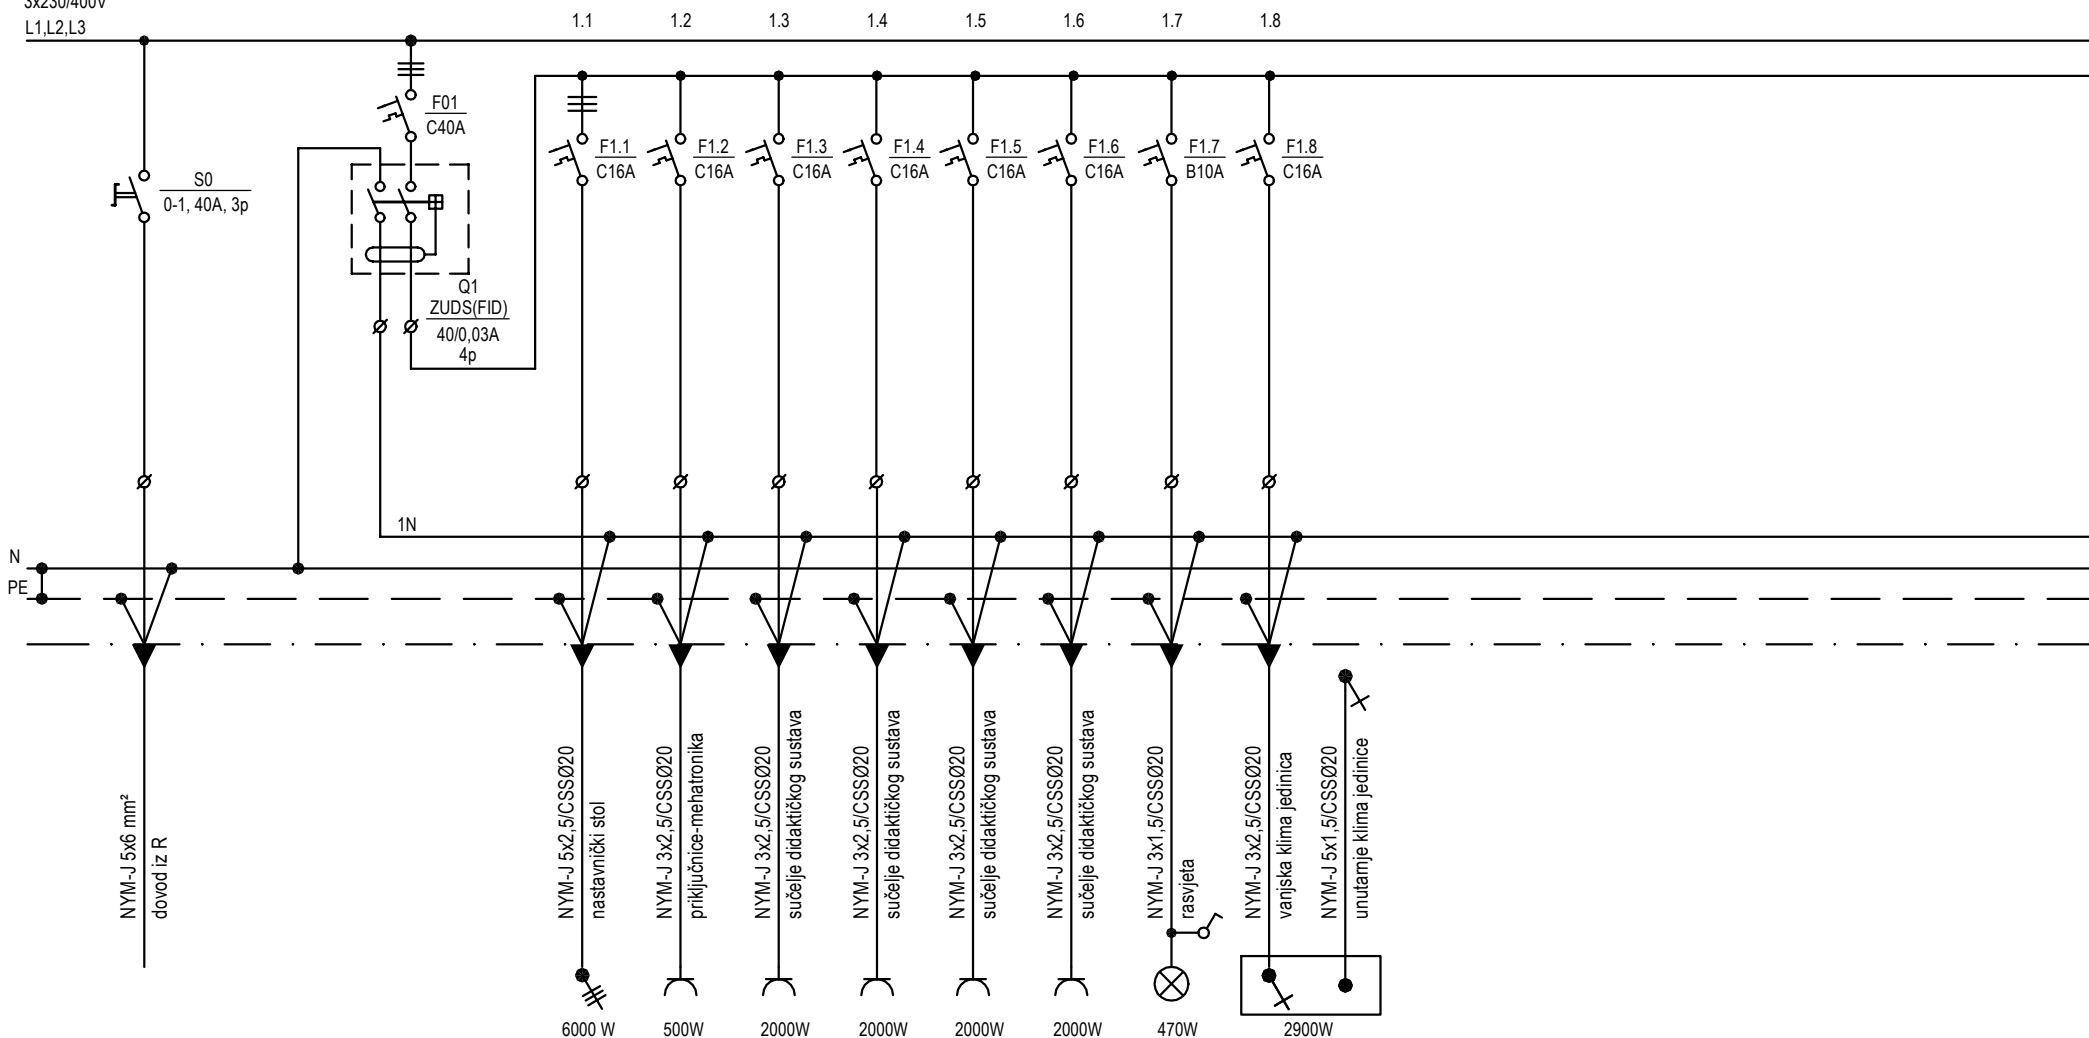 3x230/400V
L1,L2,L3
1.1
1.2
1.3
1.4
1.5
1.6
1.7
1.8
F01
C40A
S0
0-1, 40A, 3p
Q1
ZUDS(FID)
40/0,03A
4p
F1.1
C16A
F1.2
C16A
F1.3
C16A
F1.4
C16A
F1.5
C16A
F1.6
C16A
F1.7
B10A
F1.8
C16A
1N
N
PE
NYM-J 5x6 mm²
dovod iz R
NYM-J 5x2,5/CSSØ20
nastavnički stol
NYM-J 3x2,5/CSSØ20
priključnice-mehatronika
NYM-J 3x2,5/CSSØ20
sučelje didaktičkog sustava
NYM-J 3x2,5/CSSØ20
sučelje didaktičkog sustava
NYM-J 3x2,5/CSSØ20
sučelje didaktičkog sustava
NYM-J 3x2,5/CSSØ20
sučelje didaktičkog sustava
NYM-J 3x1,5/CSSØ20
rasvjeta
NYM-J 3x2,5/CSSØ20
vanjska klima jedinica
NYM-J 5x1,5/CSSØ20
unutarnje klima jedinice
6000 W
500W
2000W
2000W
2000W
2000W
470W
2900W